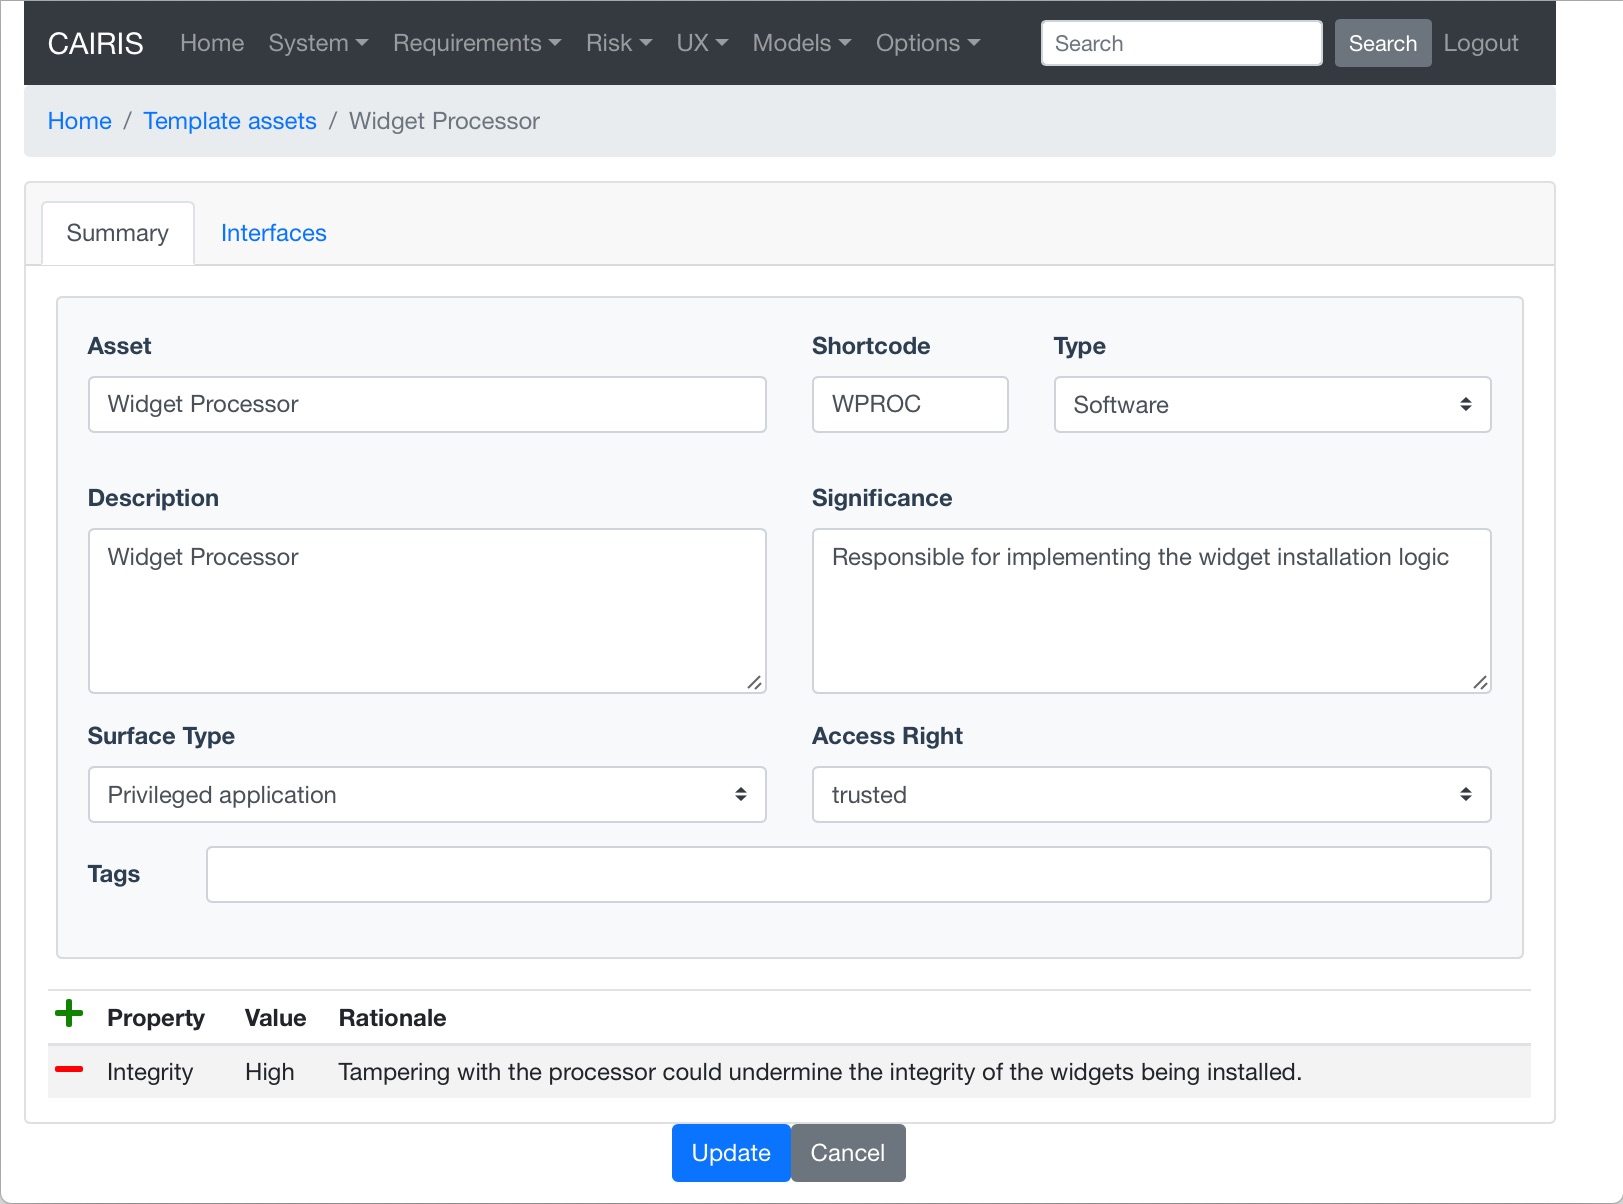 CAIRIS Home System Requirements Risk UX Models Options Search Search Logout
Home / Template assets / Widget Processor
Summary Interfaces
Asset Shortcode Type
Widget Processor WPROC Software
Description Significance
Widget Processor Responsible for implementing the widget installation logic
Surface Type Access Right
Privileged application trusted
Tags
Property Value Rationale
Integrity High Tampering with the processor could undermine the integrity of the widgets being installed.
Update Cancel